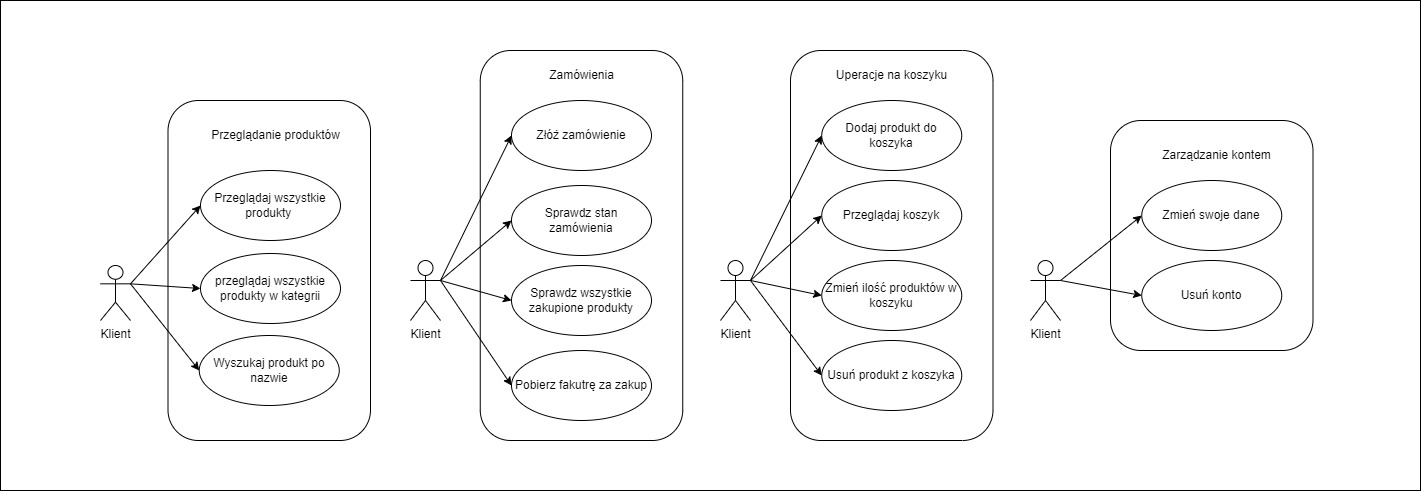 Przeglądanie produktów
Przeglądaj wszystkie
produkty
przeglądaj wszystkie
produkty w kategrii
Wyszukaj produkt po
nazwie
Klient
Zamówienia
Złóż zamówienie
Sprawdz stan
zamówienia
Sprawdz wszystkie
zakupione produkty
Pobierz fakutrę za zakup
Klient
Uperacje na koszyku
Dodaj produkt do
koszyka
Przeglądaj koszyk
Zmień ilość produktów w
koszyku
Usuń produkt z koszyka
Klient
Zarządzanie kontem
Zmień swoje dane
Usuń konto
Klient